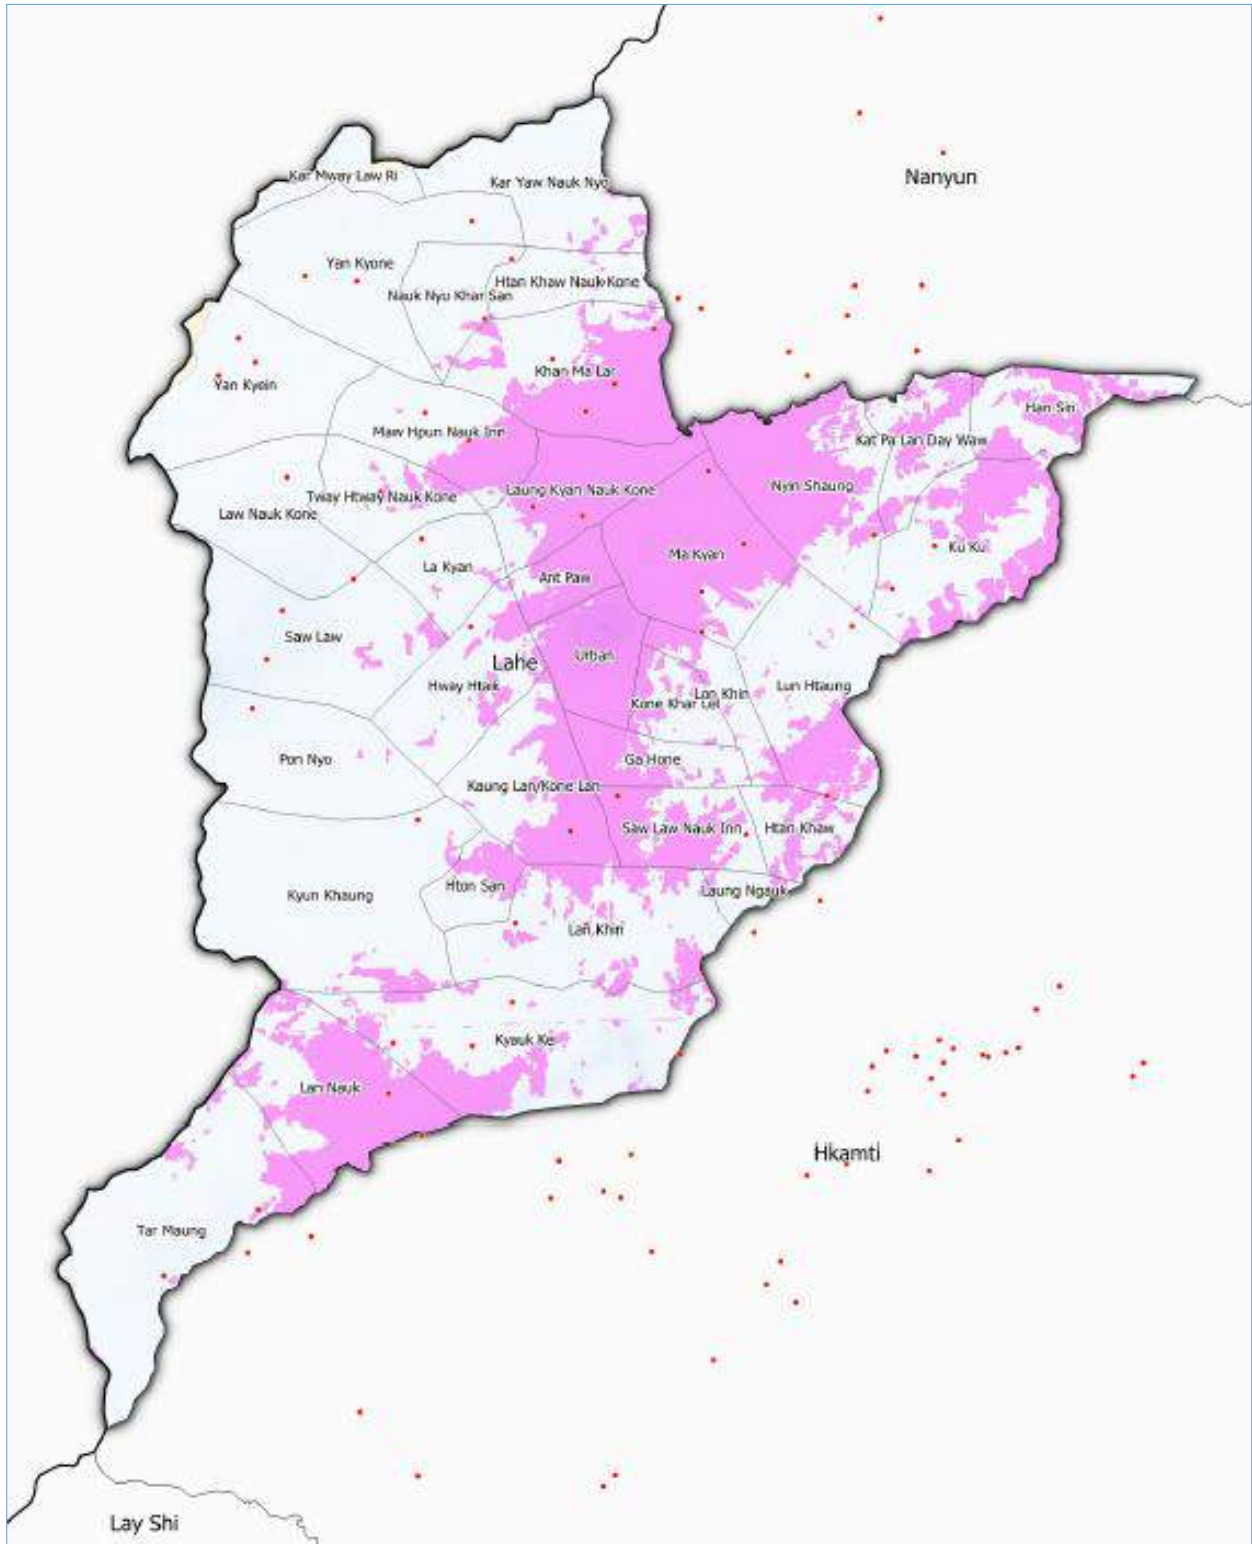 Nanyun
Kar Mway Law Ri
Kar Yaw Nauk Nyo
Yan Kyone
Htan Khaw Nauk Kone
Nauk Nyu Khar San
Khan Ma Lar
Yan Kyein
Han Sin
Maw Hpun Nauk Inn
Kat Pa Lan Day Waw
Nyin Shaung
Laung Kyan Nauk Kone
Tway Htway Nauk Kone
Law Nauk Kone
Ku Ku
Ma Kyan
La Kyan
Ant Paw
Saw Law
Urban
Lahe
Hway Htaik
Lun Htaung
Lon Khin
Kone Khar Lel
Pon Nyo
Ga Hone
Kaung Lan/Kone Lan
Saw Law Nauk Inn
Htan Khaw
Hton San
Laung Ngauk
Kyun Khaung
Lan Khin
Kyauk Ke
Lan Nauk
Hkamti
Tar Maung
Lay Shi